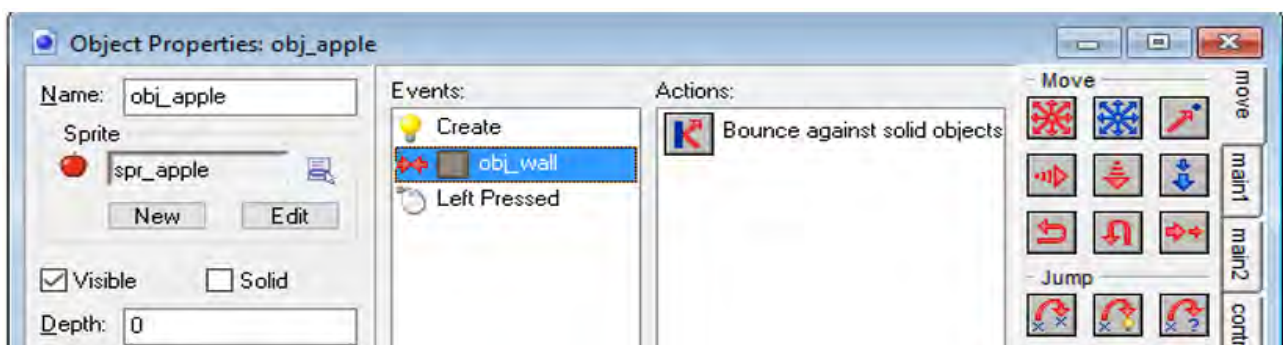 Object Properties: obj_apple
Name: obj_apple
Sprite
spr_apple
New Edit
Visible Solid
Depth: 0
Events:
Create
obj_wall
Left Pressed
Actions:
Bounce against solid objects
Move
Jump
move
main1
main2
contr